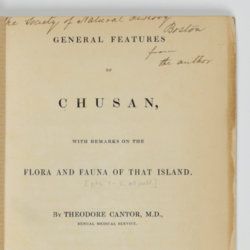 the Society of Natural History
Boston
from
the author
GENERAL FEATURES
OF
CHUSAN,
WITH REMARKS ON THE
FLORA AND FAUNA OF THAT ISLAND.
BY THEODORE CANTOR, M.D.,
BENGAL MEDICAL SERVICE.